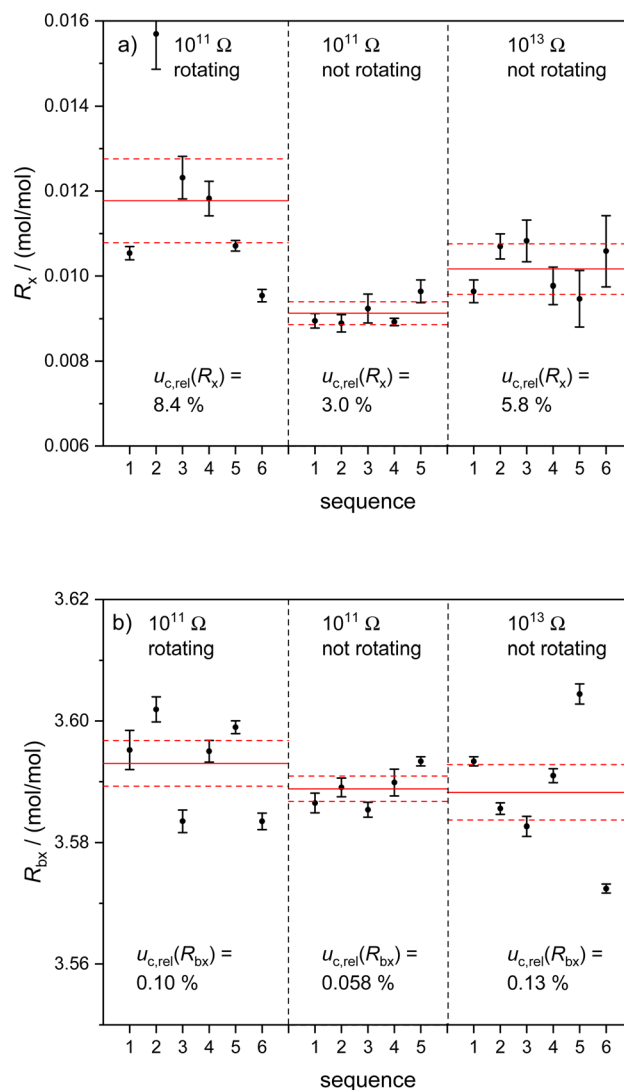 a)
10¹¹ Ω
rotating
10¹¹ Ω
not rotating
10¹³ Ω
not rotating
0.016
0.014
0.012
0.010
0.008
0.006
Rₓ / (mol/mol)
u_c,rel(Rₓ) =
8.4 %
u_c,rel(Rₓ) =
3.0 %
u_c,rel(Rₓ) =
5.8 %
1 2 3 4 5 6 1 2 3 4 5 1 2 3 4 5 6
sequence
b)
10¹¹ Ω
rotating
10¹¹ Ω
not rotating
10¹³ Ω
not rotating
3.62
3.60
3.58
3.56
R_bx / (mol/mol)
u_c,rel(R_bx) =
0.10 %
u_c,rel(R_bx) =
0.058 %
u_c,rel(R_bx) =
0.13 %
1 2 3 4 5 6 1 2 3 4 5 1 2 3 4 5 6
sequence